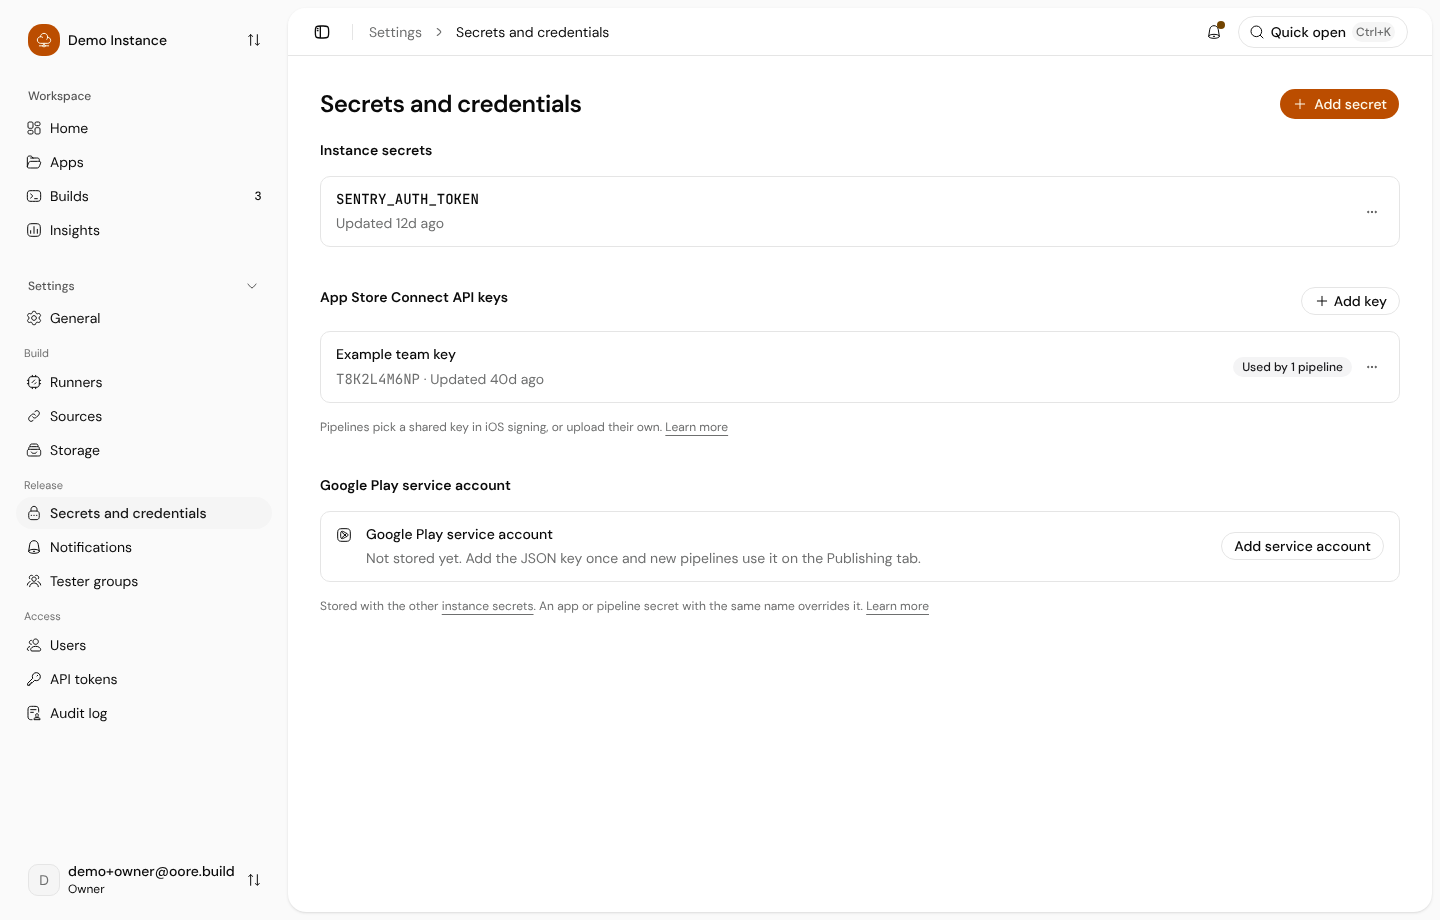 Demo Instance
Workspace
Home
Apps
Builds 3
Insights
Settings
General
Build
Runners
Sources
Storage
Release
Secrets and credentials
Notifications
Tester groups
Access
Users
API tokens
Audit log
D
demo+owner@oore.build
Owner
Settings > Secrets and credentials
Quick open Ctrl+K
Secrets and credentials
+ Add secret
Instance secrets
SENTRY_AUTH_TOKEN
Updated 12d ago
App Store Connect API keys
+ Add key
Example team key
T8K2L4M6NP · Updated 40d ago
Used by 1 pipeline
Pipelines pick a shared key in iOS signing, or upload their own. Learn more
Google Play service account
Google Play service account
Not stored yet. Add the JSON key once and new pipelines use it on the Publishing tab.
Add service account
Stored with the other instance secrets. An app or pipeline secret with the same name overrides it. Learn more